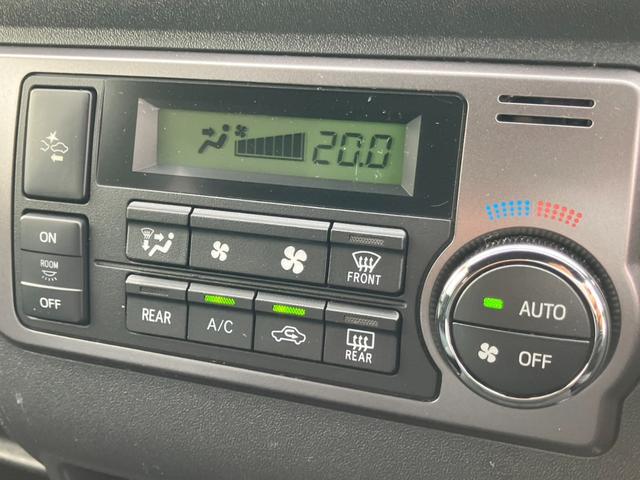 20.0
ON
ROOM
OFF
FRONT
REAR
A/C
REAR
AUTO
OFF